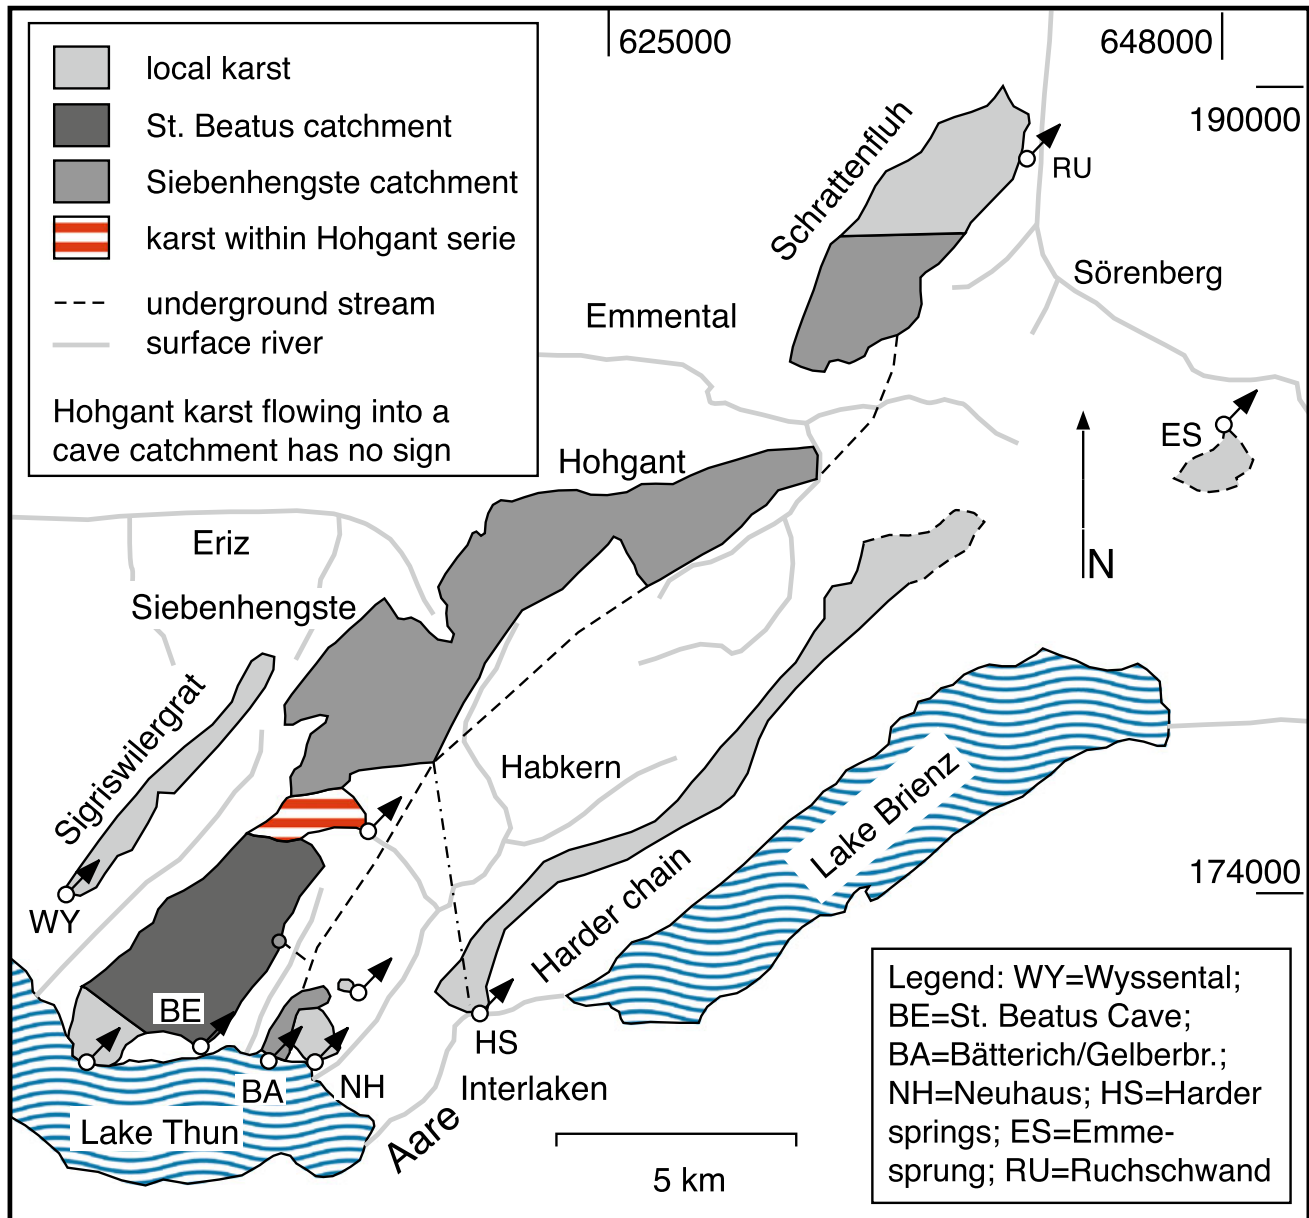 625000
648000
190000
local karst
St. Beatus catchment
Siebenhengste catchment
karst within Hohgant serie
underground stream
surface river
Hohgant karst flowing into a
cave catchment has no sign
Schrattenfluh
RU
Sörenberg
Emmental
ES
Hohgant
N
Eriz
Siebenhengste
Sigriswilergrat
Habkern
Lake Brienz
174000
WY
Harder chain
BE
HS
BA
NH
Interlaken
Lake Thun
Aare
5 km
Legend: WY=Wyssental;
BE=St. Beatus Cave;
BA=Bätterich/Gelberbr.;
NH=Neuhaus; HS=Harder
springs; ES=Emme-
sprung; RU=Ruchschwand